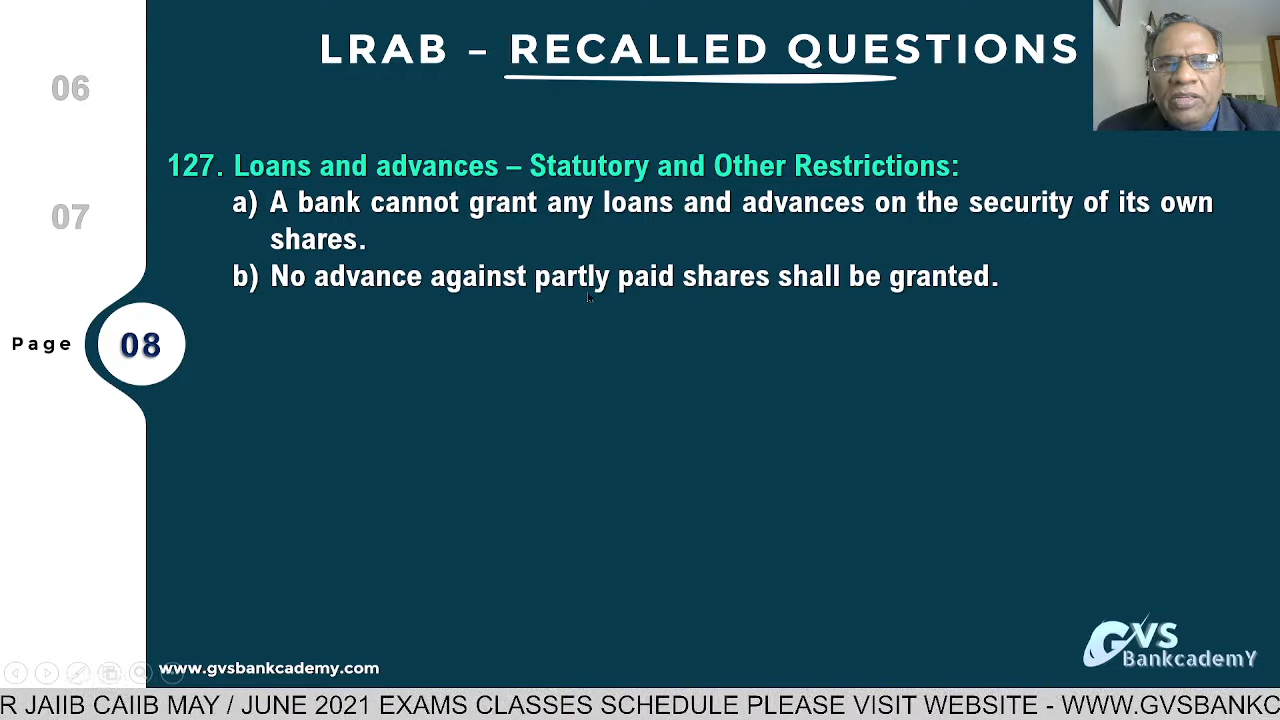 LRAB – RECALLED QUESTIONS
06
127. Loans and advances – Statutory and Other Restrictions:
a) A bank cannot grant any loans and advances on the security of its own
shares.
07
b) No advance against partly paid shares shall be granted.
Page 08
GVS
BankcademY
www.gvsbankcademy.com
R JAIIB CAIIB MAY / JUNE 2021 EXAMS CLASSES SCHEDULE PLEASE VISIT WEBSITE - WWW.GVSBANKC